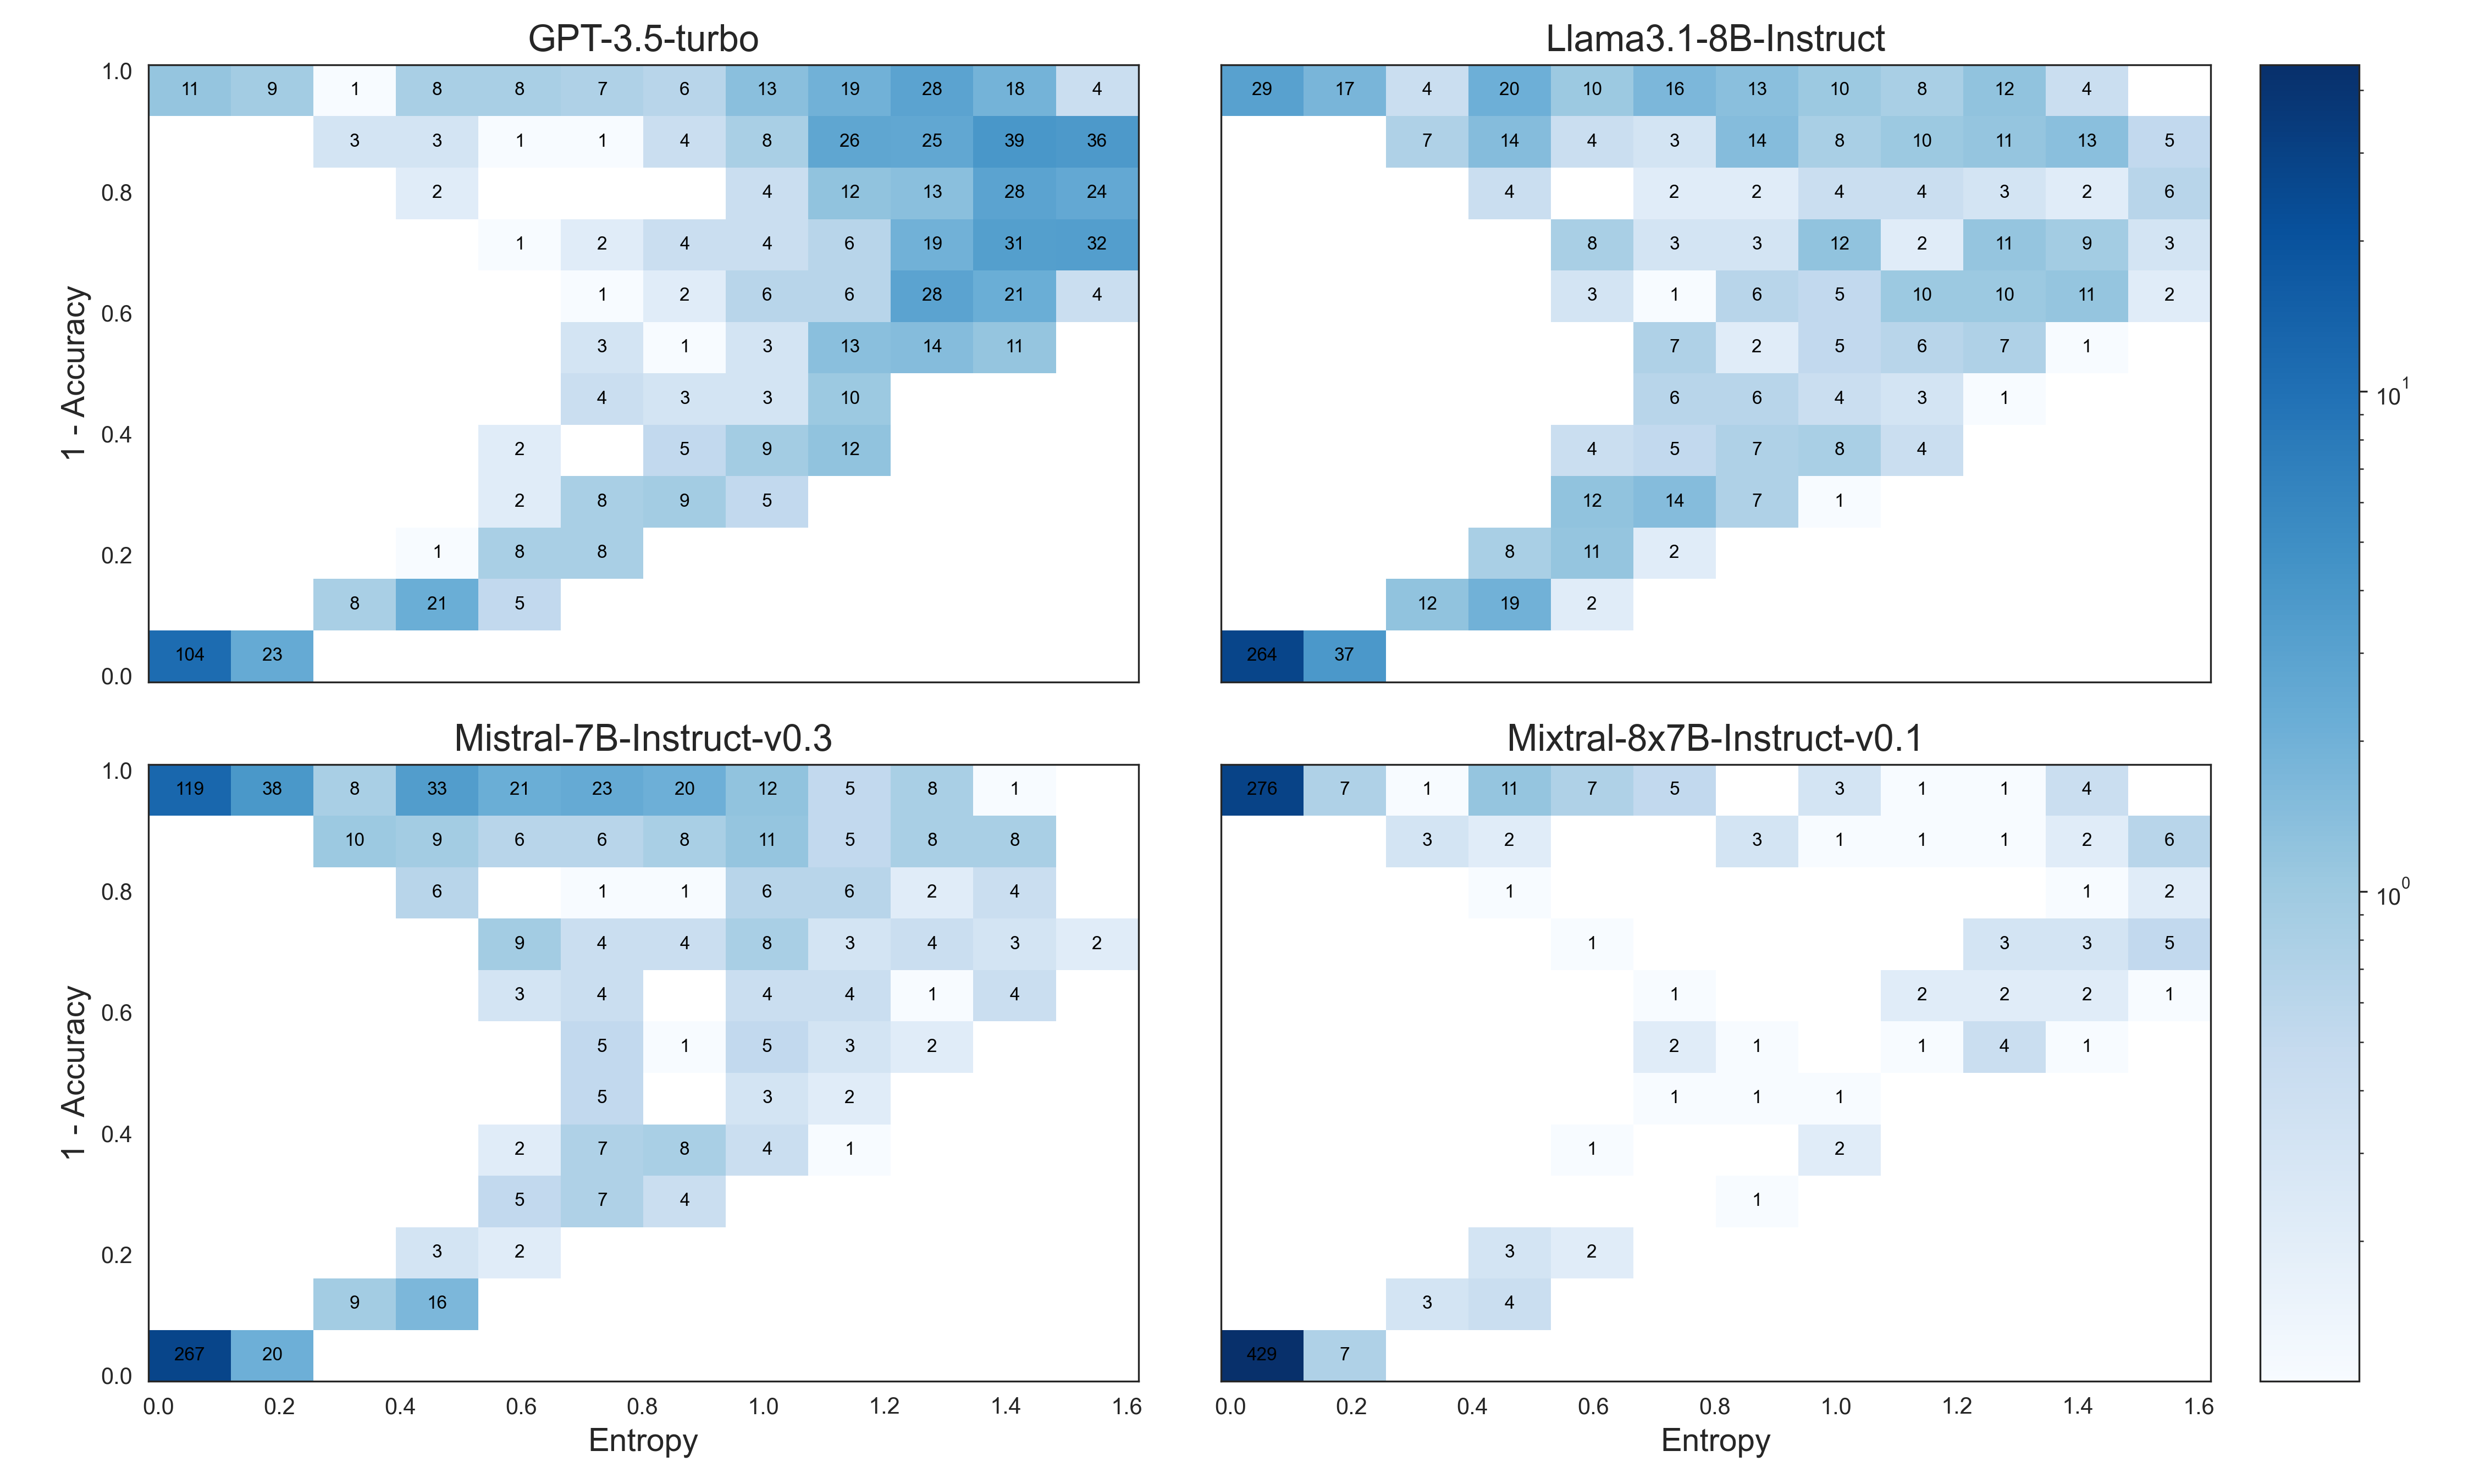 GPT-3.5-turbo
1.0 11 9 1 8 8 7 6 13 19 28 18 4
3 3 1 1 4 8 26 25 39 36
0.8 2 4 12 13 28 24
1 2 4 4 6 19 31 32
0.6 1 2 6 6 28 21 4
3 1 3 13 14 11
4 3 3 10
0.4 2 5 9 12
2 8 9 5
0.2 1 8 8
8 21 5
0.0 104 23
1 - Accuracy
Llama3.1-8B-Instruct
29 17 4 20 10 16 13 10 8 12 4
7 14 4 3 14 8 10 11 13 5
4 2 2 4 4 3 2 6
8 3 3 12 2 11 9 3
3 1 6 5 10 10 11 2
7 2 5 6 7 1
6 6 4 3 1
4 5 7 8 4
12 14 7 1
8 11 2
12 19 2
264 37
Mistral-7B-Instruct-v0.3
1.0 119 38 8 33 21 23 20 12 5 8 1
10 9 6 6 8 11 5 8 8
0.8 6 1 1 6 6 2 4
9 4 4 8 3 4 3 2
0.6 3 4 4 4 1 4
5 1 5 3 2
5 3 2
0.4 2 7 8 4 1
5 7 4
0.2 3 2
9 16
0.0 267 20
1 - Accuracy
0.0 0.2 0.4 0.6 0.8 1.0 1.2 1.4 1.6
Entropy
Mixtral-8x7B-Instruct-v0.1
276 7 1 11 7 5 3 1 1 4
3 2 3 1 1 1 2 6
1 1 2
1 3 3 5
1 2 2 2 1
2 1 1 4 1
1 1 1
1 2
1
3 2
3 4
429 7
0.0 0.2 0.4 0.6 0.8 1.0 1.2 1.4 1.6
Entropy
10¹
10⁰